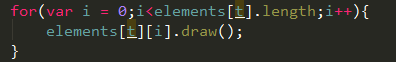 for(var i = 0;i<elements[t].length;i++){
    elements[t][i].draw();
}